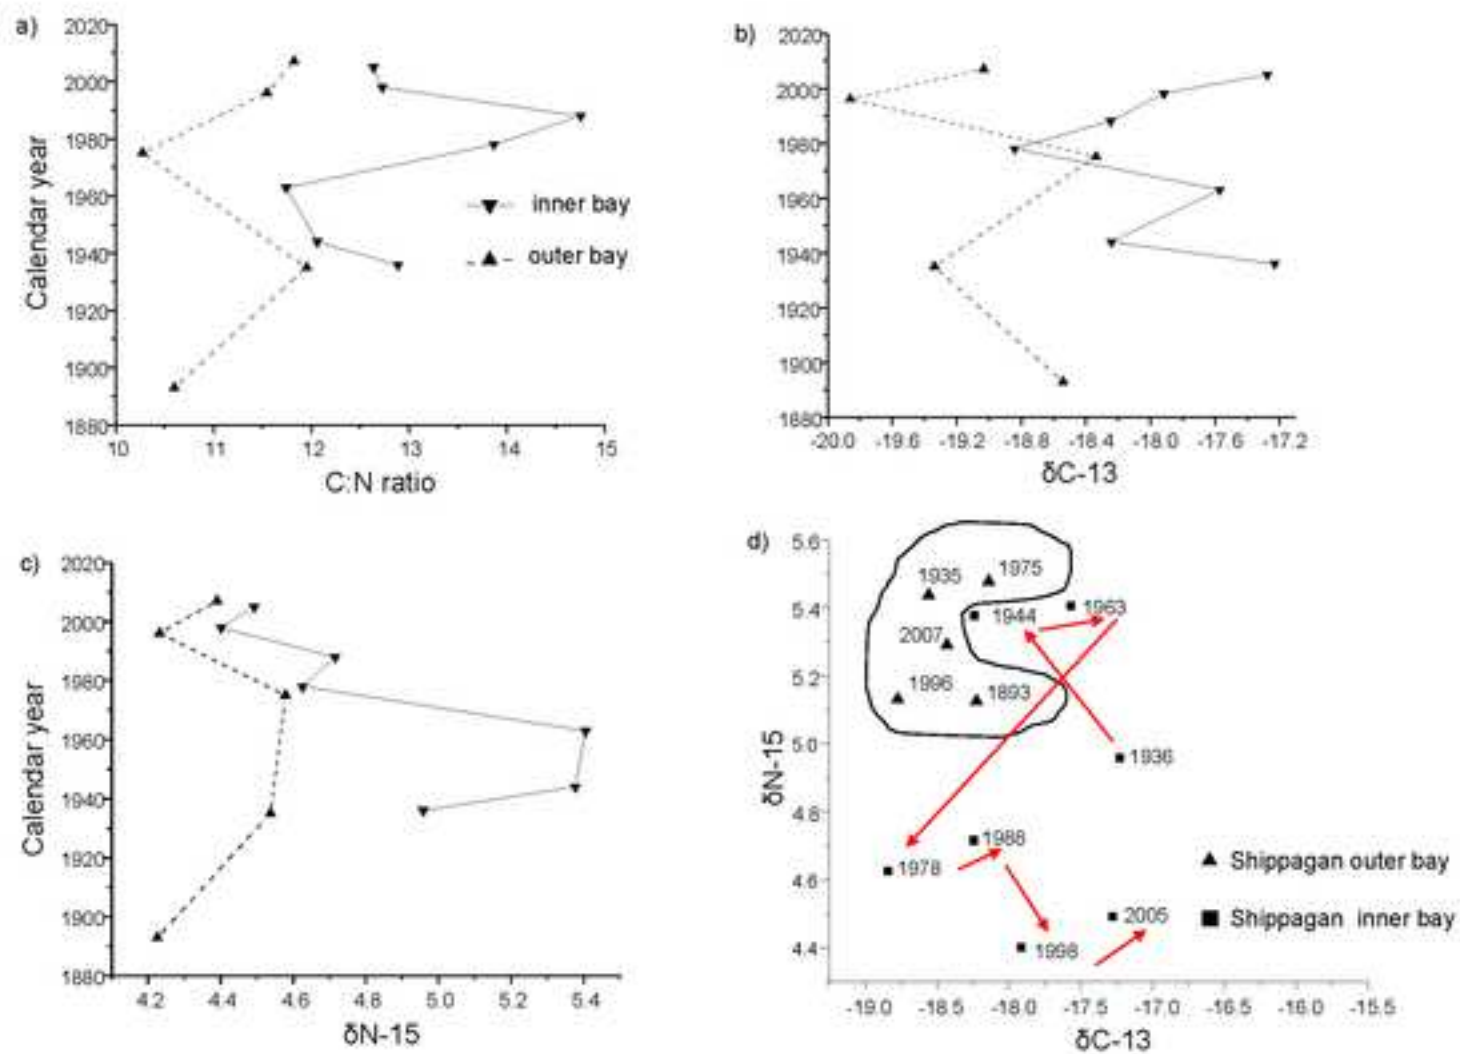 a)
2020
2000
1980
1960
1940
1920
1900
1880
Calendar year
10 11 12 13 14 15
C:N ratio
inner bay
outer bay
b)
2020
2000
1980
1960
1940
1920
1900
1880
-20.0 -19.6 -19.2 -18.8 -18.4 -18.0 -17.6 -17.2
δC-13
c)
2020
2000
1980
1960
1940
1920
1900
1880
Calendar year
4.2 4.4 4.6 4.8 5.0 5.2 5.4
δN-15
d)
5.6
5.4
5.2
5.0
4.8
4.6
4.4
δN-15
1935 1975
1944 1963
2007
1996 1893
1936
1988
1978
2005
1998
Shippagan outer bay
Shippagan inner bay
-19.0 -18.5 -18.0 -17.5 -17.0 -16.5 -16.0 -15.5
δC-13